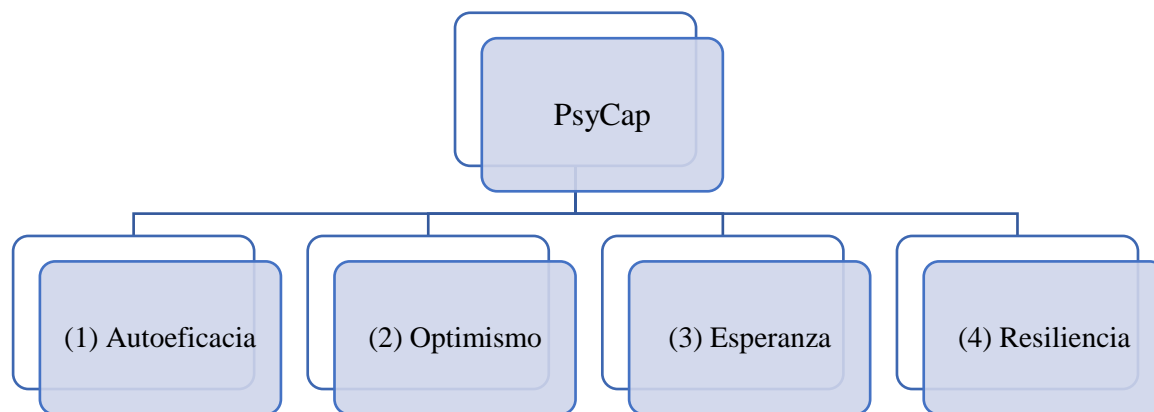 PsyCap
(1) Autoeficacia
(2) Optimismo
(3) Esperanza
(4) Resiliencia